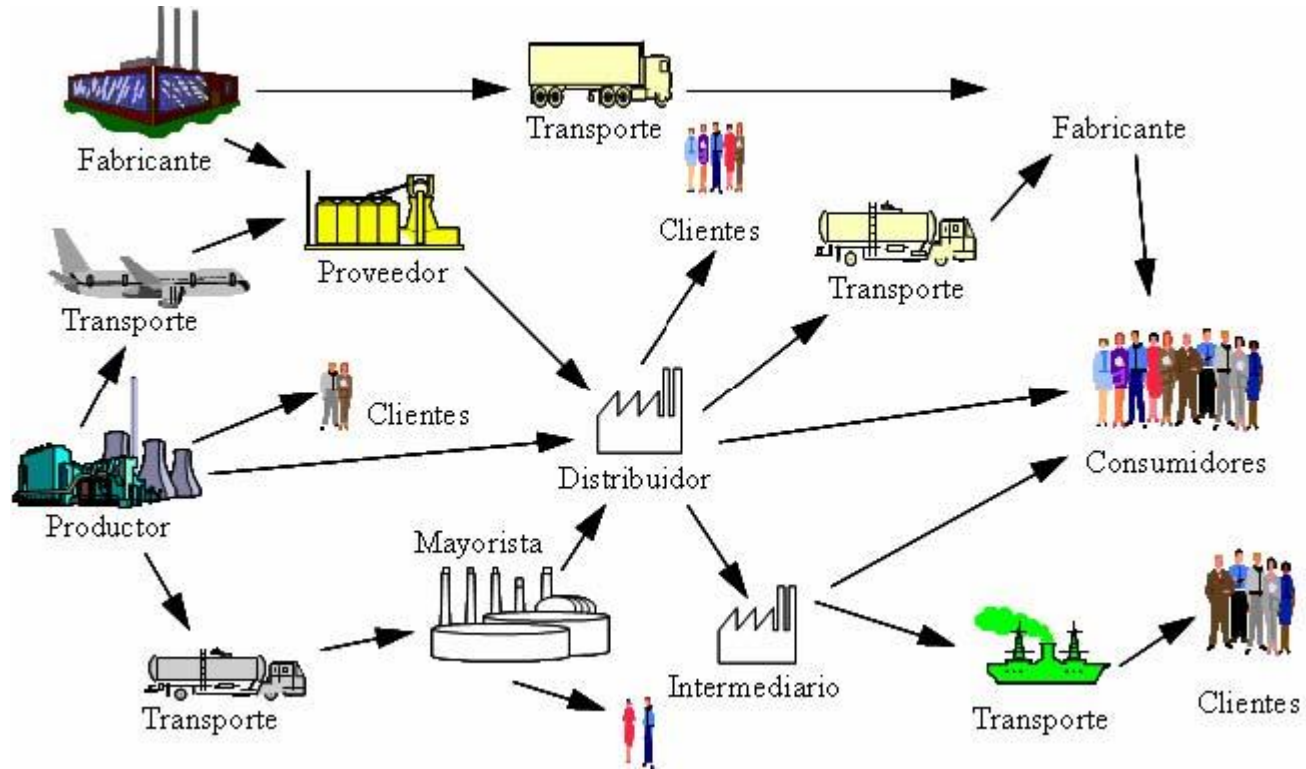 Transporte
Fabricante
Fabricante
Clientes
Proveedor
Transporte
Transporte
Clientes
Consumidores
Distribuidor
Productor
Mayorista
Intermediario
Clientes
Transporte
Transporte